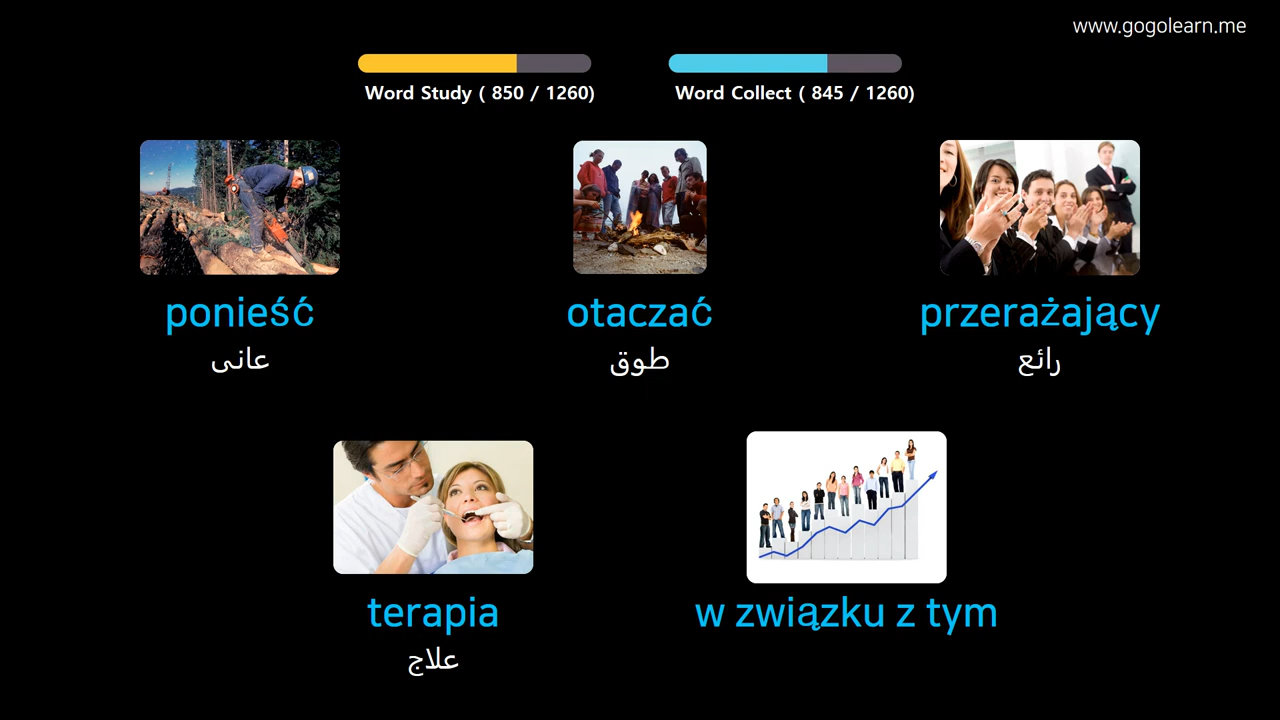 www.gogolearn.me
Word Study ( 850 / 1260)
Word Collect ( 845 / 1260)
ponieść
otaczać
przerażający
عانى
طوق
رائع
terapia
w związku z tym
علاج